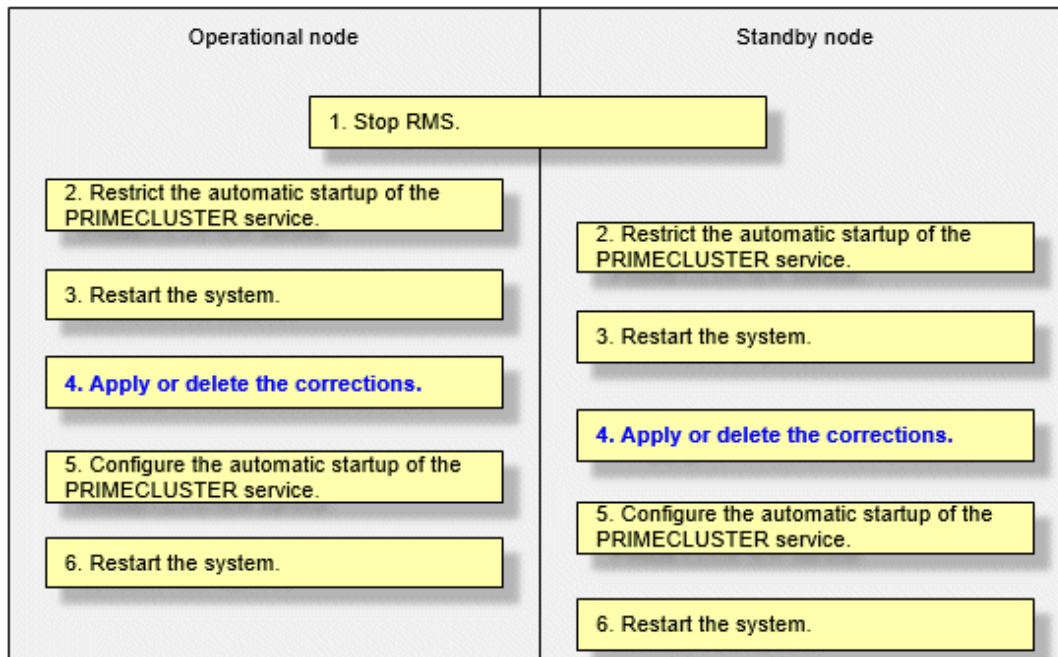 Operational node
Standby node
1. Stop RMS.
2. Restrict the automatic startup of the
PRIMECLUSTER service.
2. Restrict the automatic startup of the
PRIMECLUSTER service.
3. Restart the system.
3. Restart the system.
4. Apply or delete the corrections.
4. Apply or delete the corrections.
5. Configure the automatic startup of the
PRIMECLUSTER service.
5. Configure the automatic startup of the
PRIMECLUSTER service.
6. Restart the system.
6. Restart the system.